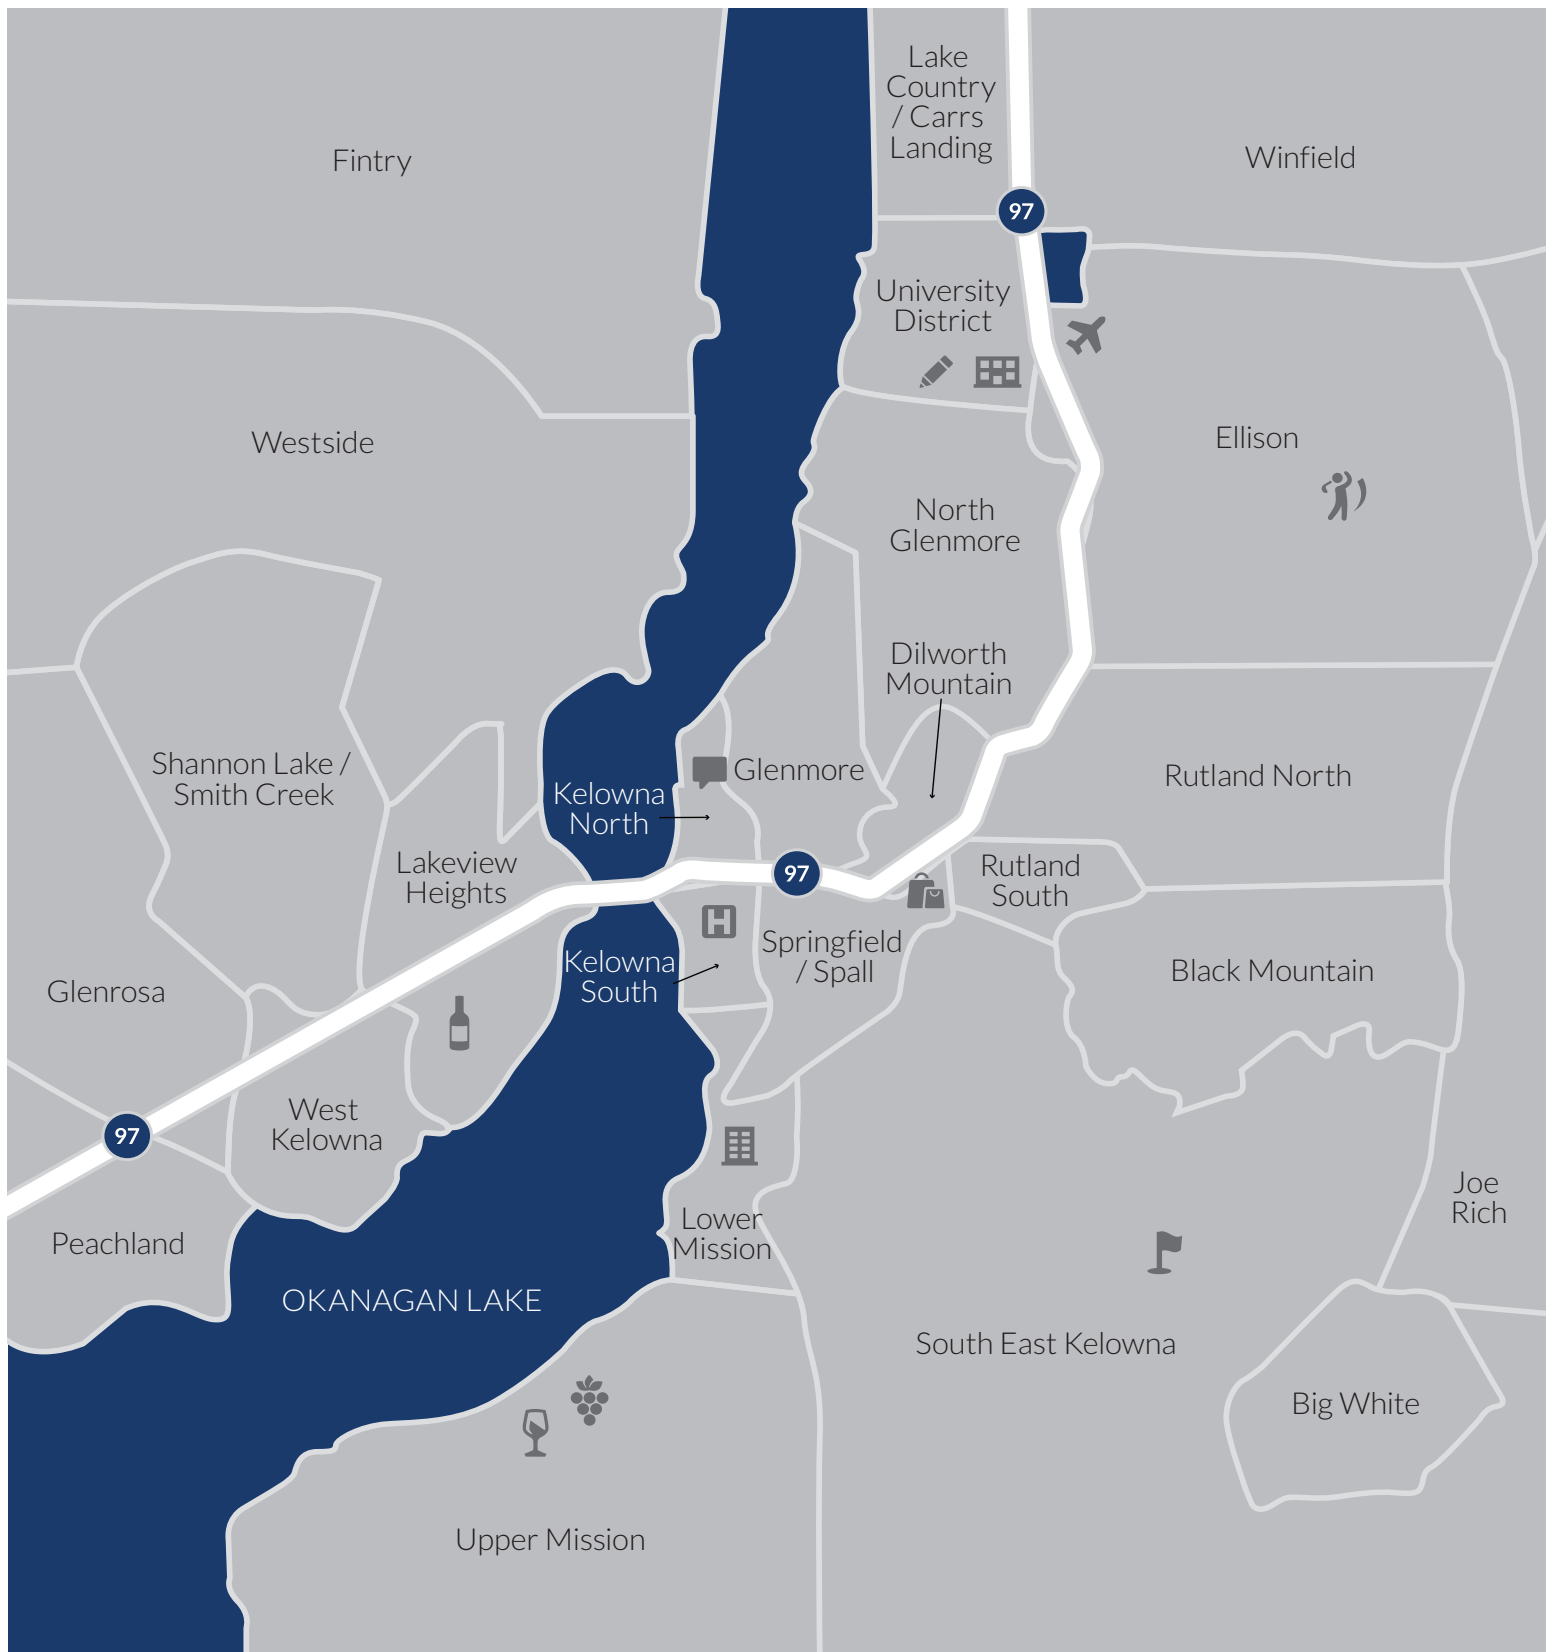 Lake
Country
/ Carrs
Landing
Fintry
Winfield
97
University
District
Westside
Ellison
North
Glenmore
Dilworth
Mountain
Shannon Lake /
Smith Creek
Glenmore
Rutland North
Kelowna
North
Lakeview
Heights
97
Rutland
South
H
Springfield
/ Spall
Kelowna
South
Black Mountain
Glenrosa
West
Kelowna
97
Joe
Rich
Lower
Mission
Peachland
OKANAGAN LAKE
South East Kelowna
Big White
Upper Mission